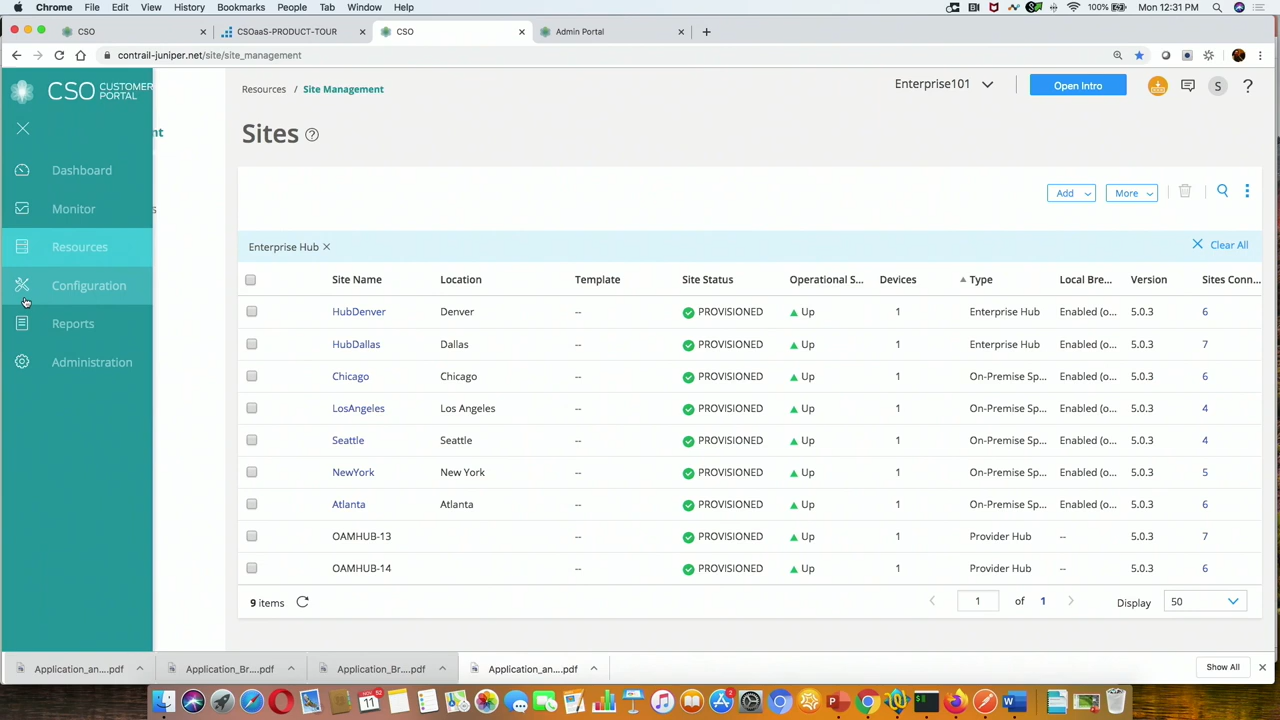 Chrome File Edit View History Bookmarks People Tab Window Help 100% Mon 12:31 PM
CSO CSOaaS-PRODUCT-TOUR CSO Admin Portal
contrail-juniper.net/site/site_management
CSO CUSTOMER PORTAL
Resources / Site Management Enterprise101 Open Intro S ?
nt
Sites ?
Dashboard
Monitor s
Resources
Configuration
Reports
Administration
Add More
Enterprise Hub Clear All
Site Name Location Template Site Status Operational S... Devices Type Local Bre... Version Sites Conn...
HubDenver Denver -- PROVISIONED Up 1 Enterprise Hub Enabled (o... 5.0.3 6
HubDallas Dallas -- PROVISIONED Up 1 Enterprise Hub Enabled (o... 5.0.3 7
Chicago Chicago -- PROVISIONED Up 1 On-Premise Sp... Enabled (o... 5.0.3 6
LosAngeles Los Angeles -- PROVISIONED Up 1 On-Premise Sp... Enabled (o... 5.0.3 4
Seattle Seattle -- PROVISIONED Up 1 On-Premise Sp... Enabled (o... 5.0.3 4
NewYork New York -- PROVISIONED Up 1 On-Premise Sp... Enabled (o... 5.0.3 5
Atlanta Atlanta -- PROVISIONED Up 1 On-Premise Sp... Enabled (o... 5.0.3 6
OAMHUB-13 -- PROVISIONED Up 1 Provider Hub -- 5.0.3 7
OAMHUB-14 -- PROVISIONED Up 1 Provider Hub -- 5.0.3 6
9 items 1 of 1 Display 50
Application_an....pdf Application_Br....pdf Application_Br....pdf Application_an....pdf Show All